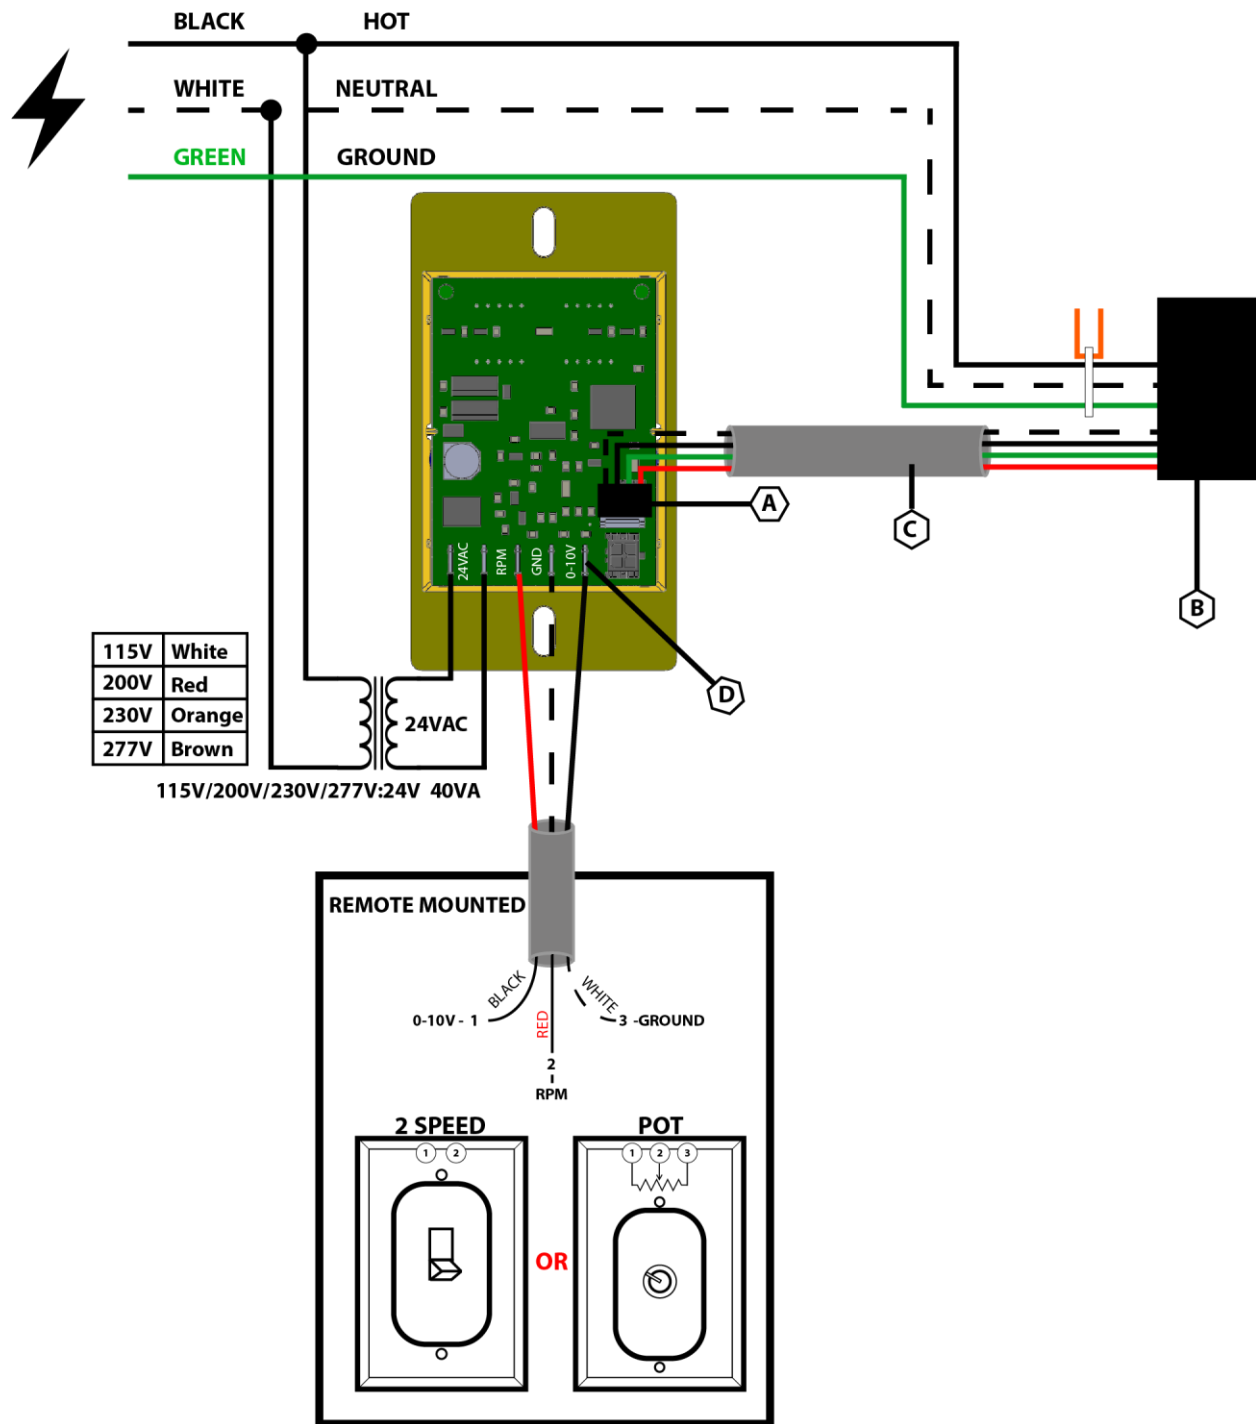 BLACK HOT
WHITE NEUTRAL
GREEN GROUND
A
C
24VAC RPM GND 0-10V
B
D
115V White
200V Red
230V Orange
277V Brown
24VAC
115V/200V/230V/277V:24V 40VA
REMOTE MOUNTED
BLACK
WHITE
RED
0-10V - 1
3 -GROUND
2
-
RPM
2 SPEED
POT
1 2
1 2 3
OR